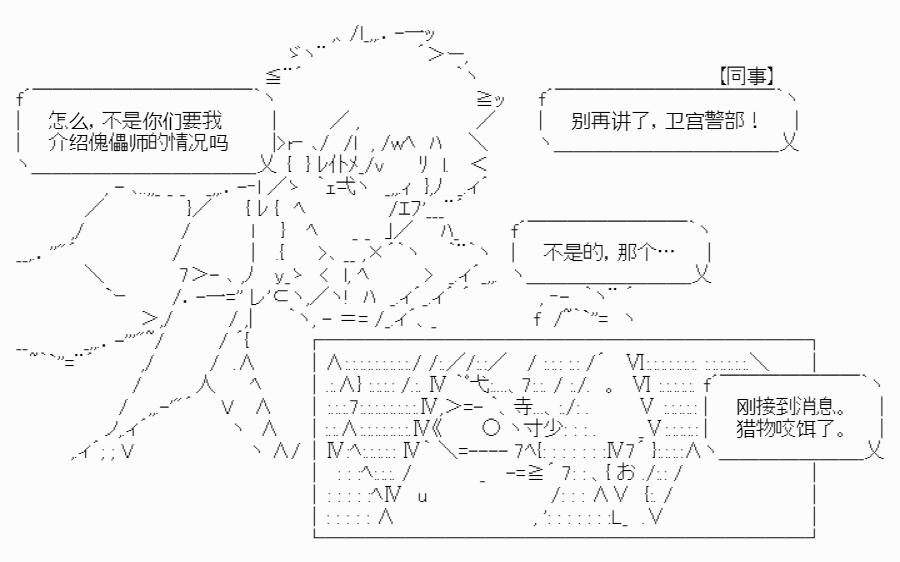 【同事】
怎么，不是你们要我
介绍傀儡师的情况吗
别再讲了，卫宫警部！
不是的，那个…
刚接到消息。
猎物咬饵了。